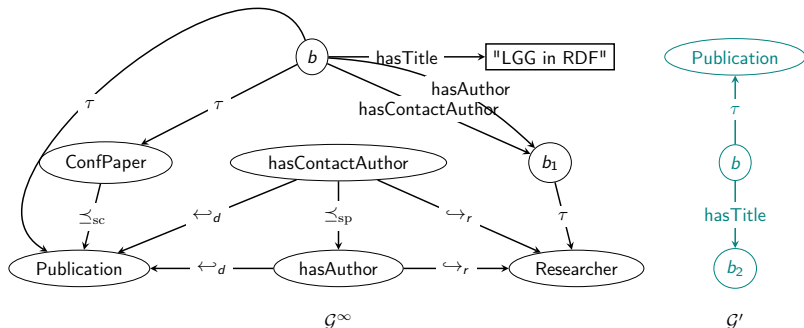 b hasTitle "LGG in RDF" Publication
hasAuthor
τ τ hasContactAuthor τ
ConfPaper hasContactAuthor b₁ b
⪯sc ↩d ⪯sp ↪r τ hasTitle
Publication ↩d hasAuthor ↪r Researcher b₂
𝒢^∞ 𝒢′